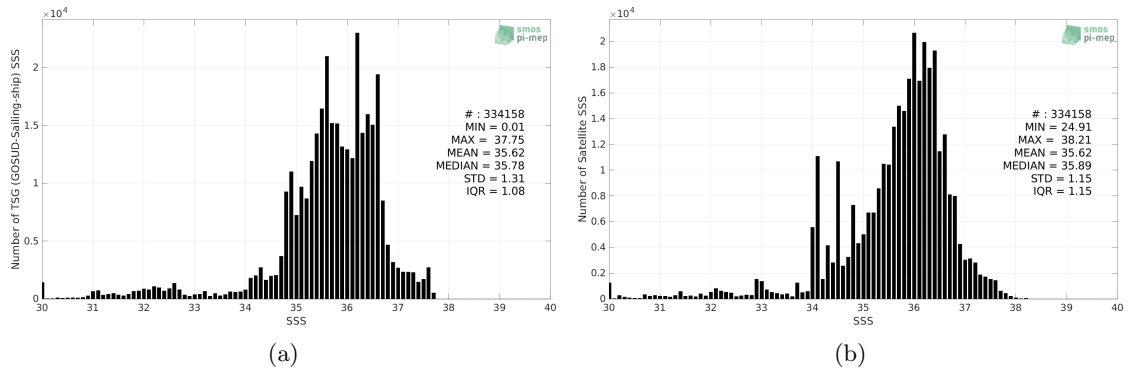 ×10⁴
smos
pi-mep
Number of TSG (GOSUD-Sailing-ship) SSS
2
1.5
1
0.5
0
# : 334158
MIN = 0.01
MAX = 37.75
MEAN = 35.62
MEDIAN = 35.78
STD = 1.31
IQR = 1.08
30 31 32 33 34 35 36 37 38 39 40
SSS
(a)
×10⁴
smos
pi-mep
Number of Satellite SSS
2
1.8
1.6
1.4
1.2
1
0.8
0.6
0.4
0.2
0
# : 334158
MIN = 24.91
MAX = 38.21
MEAN = 35.62
MEDIAN = 35.89
STD = 1.15
IQR = 1.15
30 31 32 33 34 35 36 37 38 39 40
SSS
(b)